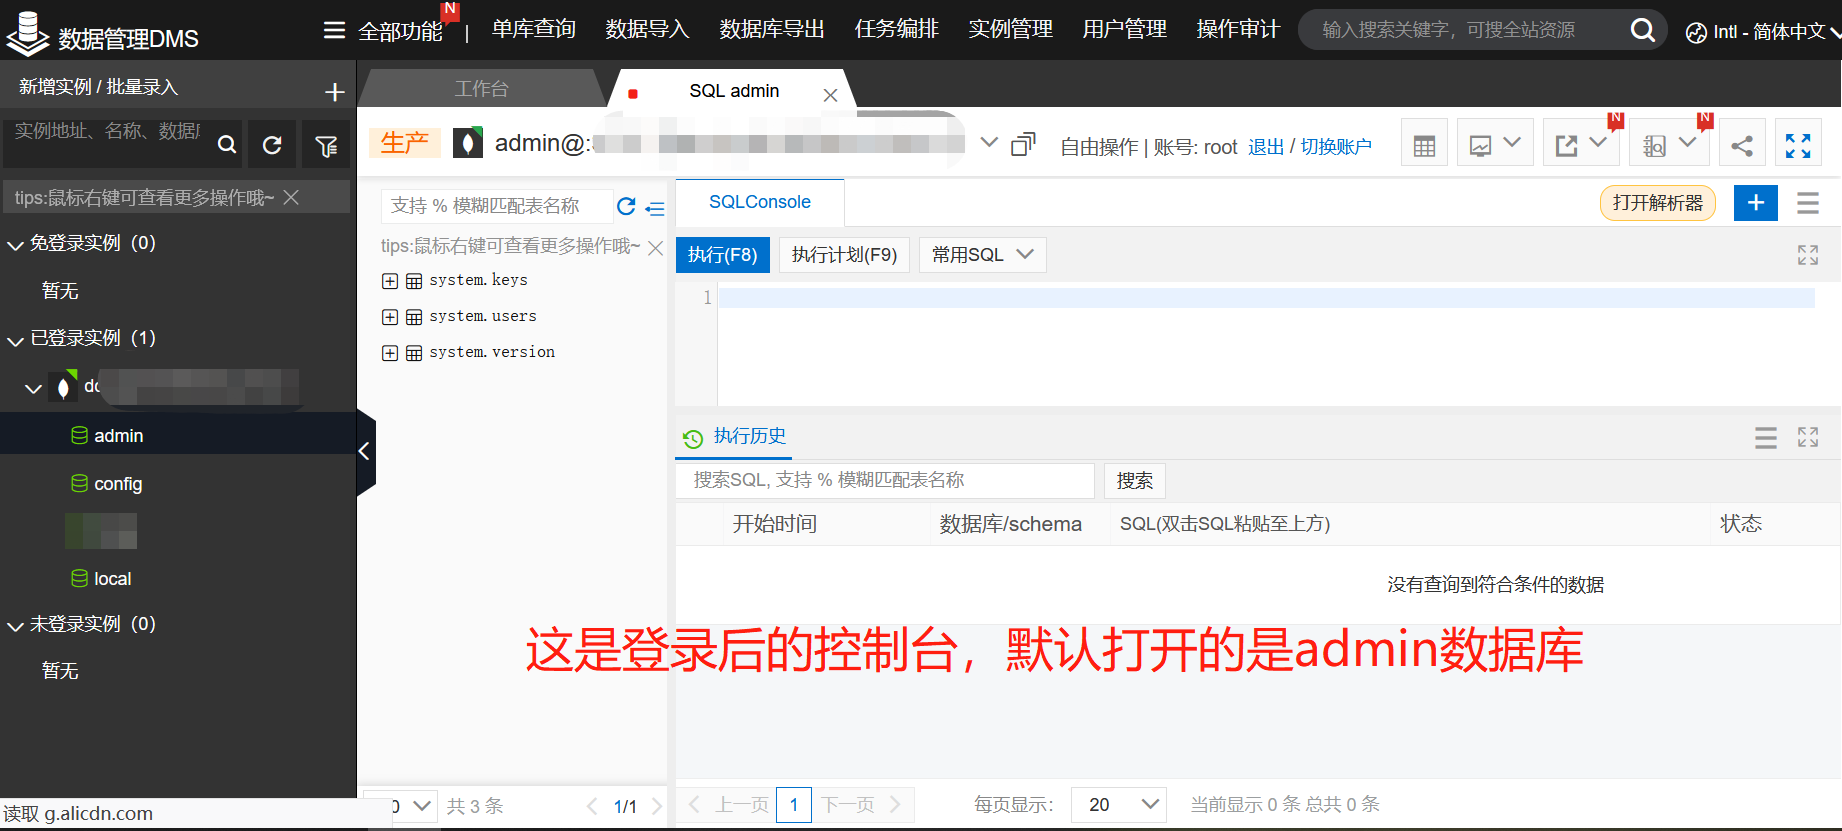 数据管理DMS
全部功能 N | 单库查询 数据导入 数据库导出 任务编排 实例管理 用户管理 操作审计 输入搜索关键字，可搜全站资源 Intl - 简体中文
新增实例 / 批量录入
工作台 SQL admin
实例地址、名称、数据库
生产 admin@: 自由操作 | 账号: root 退出 / 切换账户 N N
tips:鼠标右键可查看更多操作哦~
免登录实例（0）
暂无
已登录实例（1）
admin
config
local
未登录实例（0）
暂无
支持 % 模糊匹配表名称
tips:鼠标右键可查看更多操作哦~
system.keys
system.users
system.version
共 3 条 1/1
SQLConsole 打开解析器
执行(F8) 执行计划(F9) 常用SQL
1
执行历史
搜索SQL, 支持 % 模糊匹配表名称 搜索
开始时间 数据库/schema SQL(双击SQL粘贴至上方) 状态
没有查询到符合条件的数据
这是登录后的控制台，默认打开的是admin数据库
上一页 1 下一页 每页显示: 20 当前显示 0 条 总共 0 条
读取 g.alicdn.com